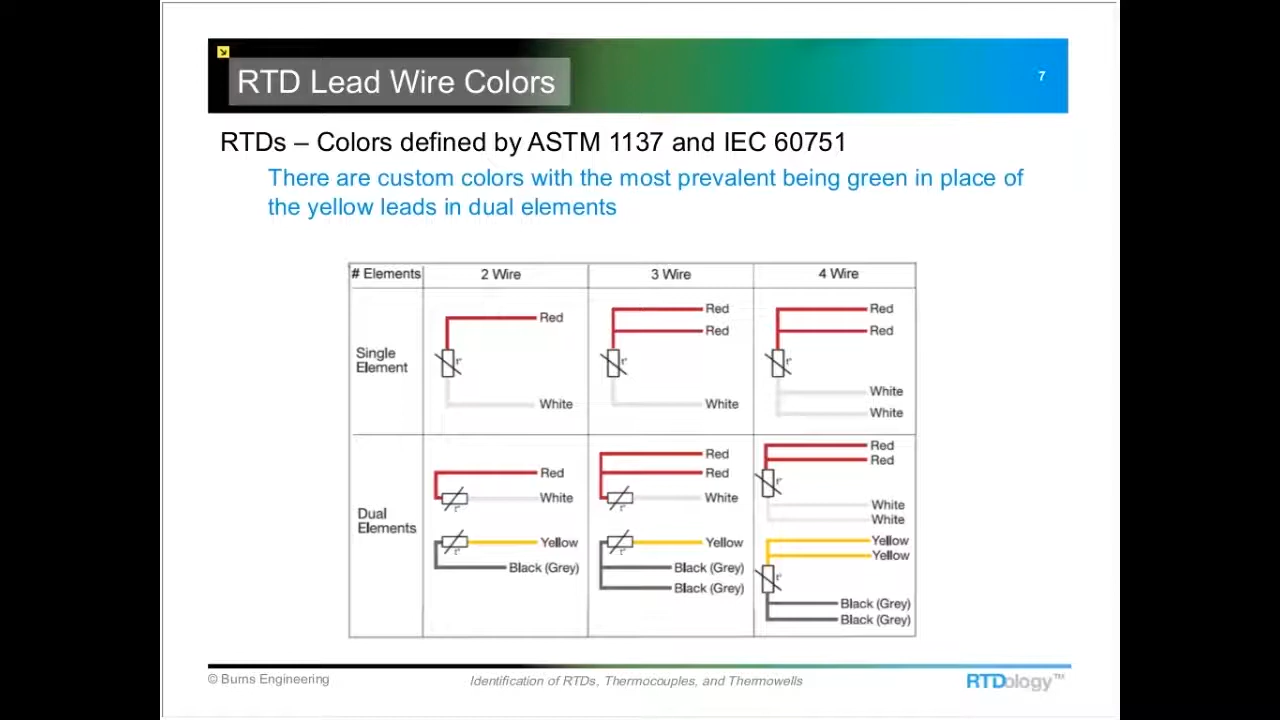 RTD Lead Wire Colors
7
RTDs – Colors defined by ASTM 1137 and IEC 60751
There are custom colors with the most prevalent being green in place of
the yellow leads in dual elements
# Elements 2 Wire 3 Wire 4 Wire
Single
Element
Red
t°
White
Red
Red
t°
White
Red
Red
t°
White
White
Dual
Elements
Red
White
t°
Yellow
t°
Black (Grey)
Red
Red
White
t°
Yellow
t°
Black (Grey)
Black (Grey)
Red
Red
t°
White
White
Yellow
Yellow
t°
Black (Grey)
Black (Grey)
© Burns Engineering
Identification of RTDs, Thermocouples, and Thermowells
RTDology™